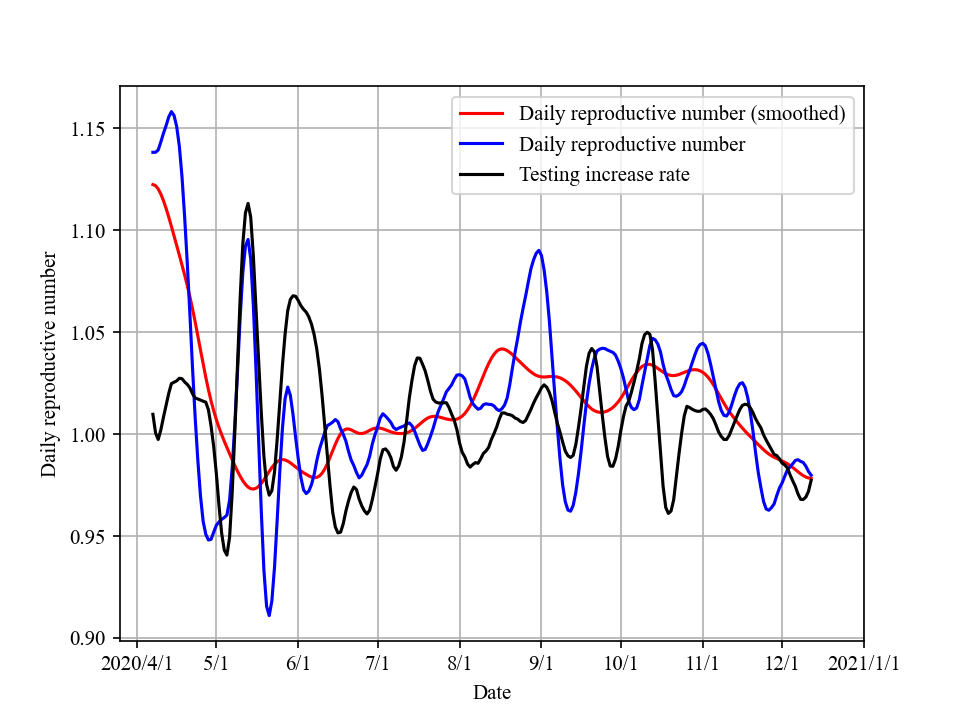 Daily reproductive number (smoothed)
Daily reproductive number
Testing increase rate
Daily reproductive number
1.15
1.10
1.05
1.00
0.95
0.90
2020/4/1 5/1 6/1 7/1 8/1 9/1 10/1 11/1 12/1 2021/1/1
Date